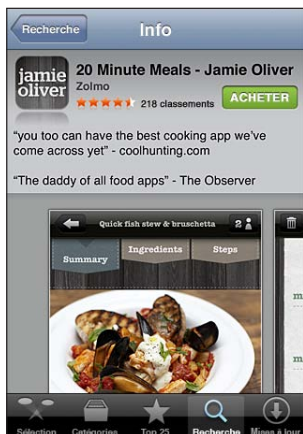 Recherche
Info
jamie
oliver
20 Minute Meals - Jamie Oliver
Zolmo
218 classements
ACHETER
“you too can have the best cooking app we've
come across yet” - coolhunting.com
“The daddy of all food apps” - The Observer
Quick fish stew & bruschetta
2
Summary
Ingredients
Steps
Sélection
Catégories
Top 25
Recherche
Mises à jour